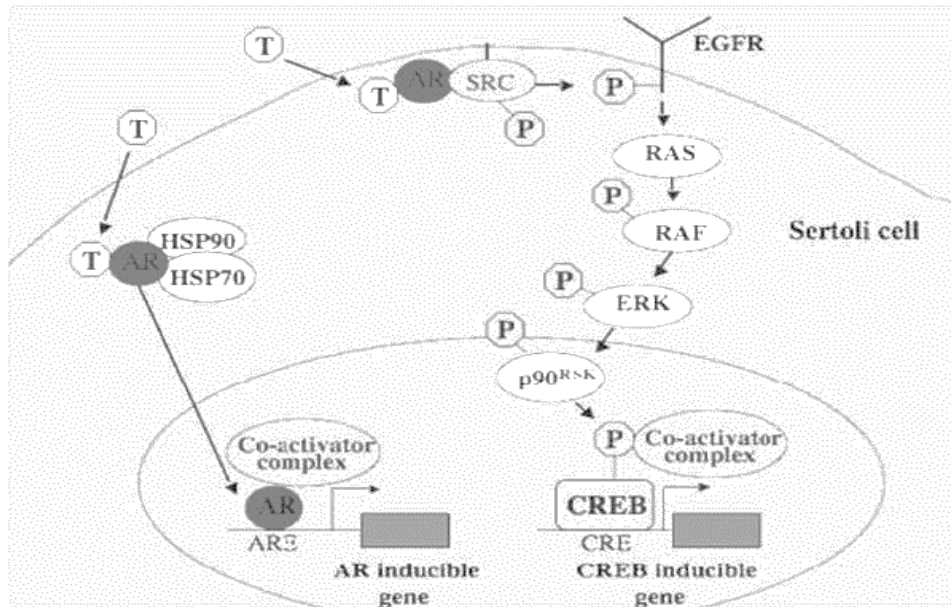 T
EGFR
T
AR
SRC
P
P
T
RAS
P
RAF
Sertoli cell
HSP90
T
AR
HSP70
P
ERK
P
p90RSK
Co-activator
complex
P
Co-activator
complex
AR
CREB
ARE
CRE
AR inducible
gene
CREB inducible
gene